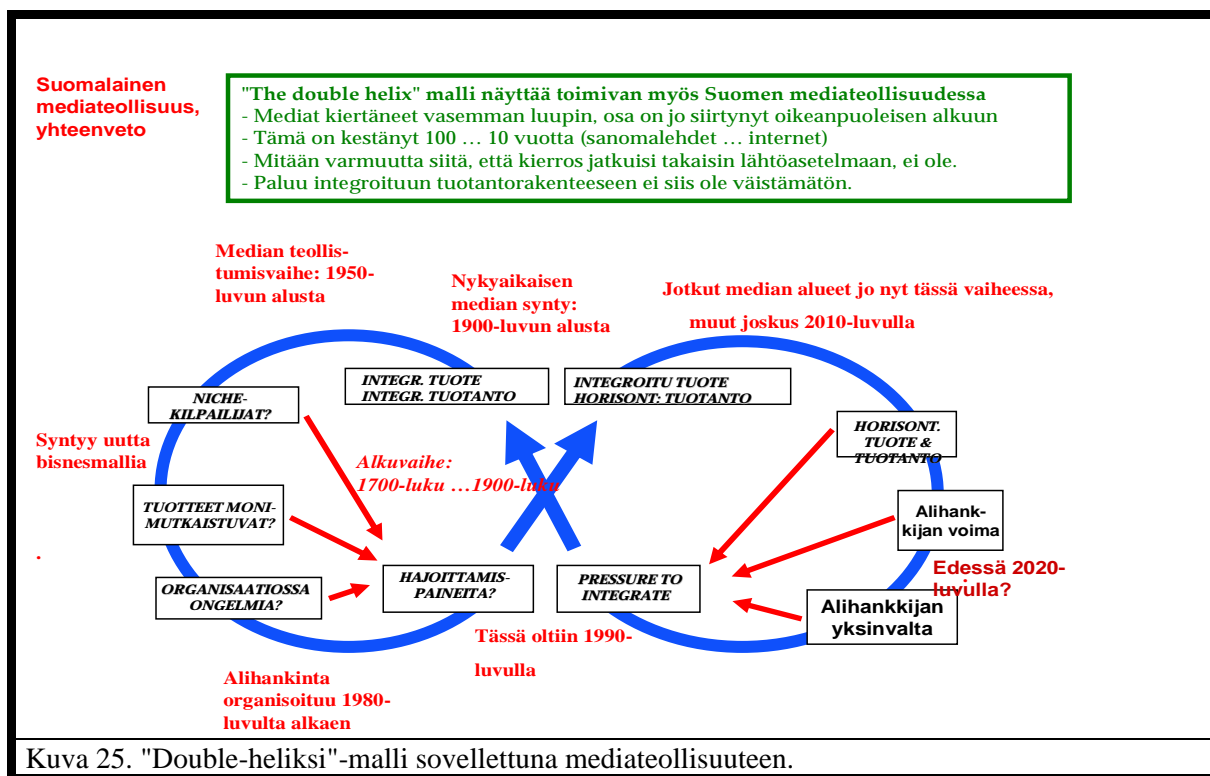 Suomalainen
mediateollisuus,
yhteenveto
"The double helix" malli näyttää toimivan myös Suomen mediateollisuudessa
- Mediat kiertäneet vasemman luupin, osa on jo siirtynyt oikeanpuoleisen alkuun
- Tämä on kestänyt 100 … 10 vuotta (sanomalehdet … internet)
- Mitään varmuutta siitä, että kierros jatkuisi takaisin lähtöasetelmaan, ei ole.
- Paluu integroituun tuotantorakenteeseen ei siis ole väistämätön.
Median teollis-
tumisvaihe: 1950-
luvun alusta
Nykyaikaisen
median synty:
1900-luvun alusta
Jotkut median alueet jo nyt tässä vaiheessa,
muut joskus 2010-luvulla
INTEGR. TUOTE
INTEGR. TUOTANTO
INTEGROITU TUOTE
HORISONT: TUOTANTO
NICHE-
KILPAILIJAT?
HORISONT.
TUOTE &
TUOTANTO
Syntyy uutta
bisnesmallia
Alkuvaihe:
1700-luku …1900-luku
TUOTTEET MONI-
MUTKAISTUVAT?
Alihank-
kijan voima
.
Edessä 2020-
luvulla?
ORGANISAATIOSSA
ONGELMIA?
HAJOITTAMIS-
PAINEITA?
PRESSURE TO
INTEGRATE
Alihankkijan
yksinvalta
Tässä oltiin 1990-
luvulla
Alihankinta
organisoituu 1980-
luvulta alkaen
Kuva 25. "Double-heliksi"-malli sovellettuna mediateollisuuteen.